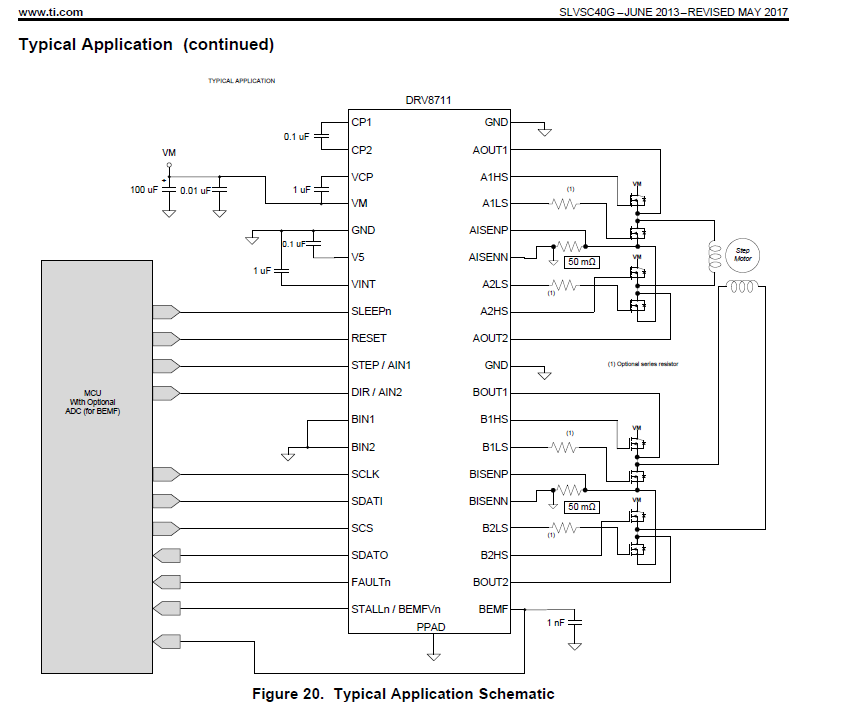 www.ti.com
SLVSC40G –JUNE 2013–REVISED MAY 2017
Typical Application (continued)
TYPICAL APPLICATION
DRV8711
CP1
GND
0.1 uF
CP2
AOUT1
VM
VCP
A1HS
(1)
VM
+
100 uF
0.01 uF
1 uF
VM
A1LS
GND
AISENP
0.1 uF
V5
AISENN
50 mΩ
VM
Step
Motor
1 uF
VINT
A2LS
(1)
SLEEPn
A2HS
RESET
AOUT2
STEP / AIN1
GND
(1) Optional series resistor
MCU
With Optional
ADC (for BEMF)
DIR / AIN2
BOUT1
BIN1
B1HS
(1)
VM
BIN2
B1LS
SCLK
BISENP
SDATI
BISENN
50 mΩ
VM
SCS
B2LS
(1)
SDATO
B2HS
FAULTn
BOUT2
STALLn / BEMFVn
BEMF
1 nF
PPAD
Figure 20. Typical Application Schematic